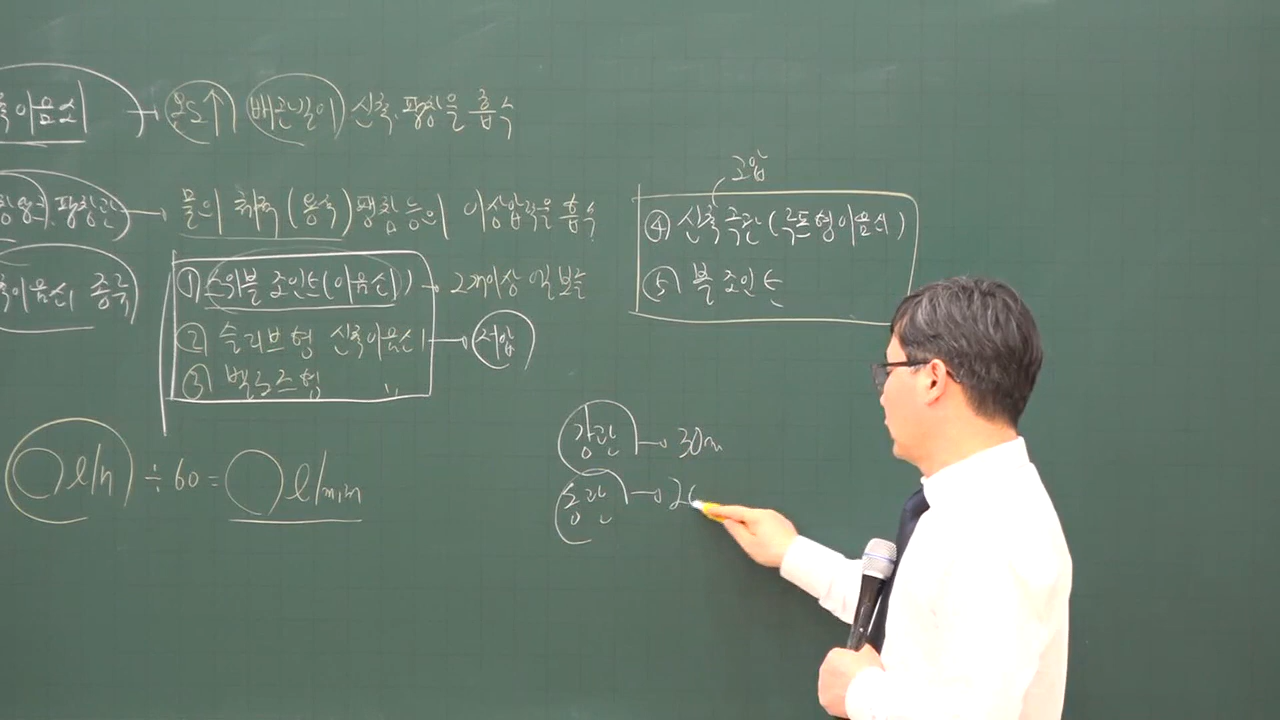 축이음쇠 → 온도↑ 배관길이 신축.팽창을 흡수
팽창관 → 물의 체적(용적)팽창 등의 이상압력을 흡수
축이음쇠 종류
① 스위블 조인트(이음쇠) → 2개이상 엘보를
② 슬리브형 신축이음쇠 → 저압
③ 벨로즈형 〃
고압
④ 신축 곡관(루프형이음쇠)
⑤ 볼 조인트
○ℓ/h ÷ 60 = ○ℓ/min
강관 → 30m
동관 → 20